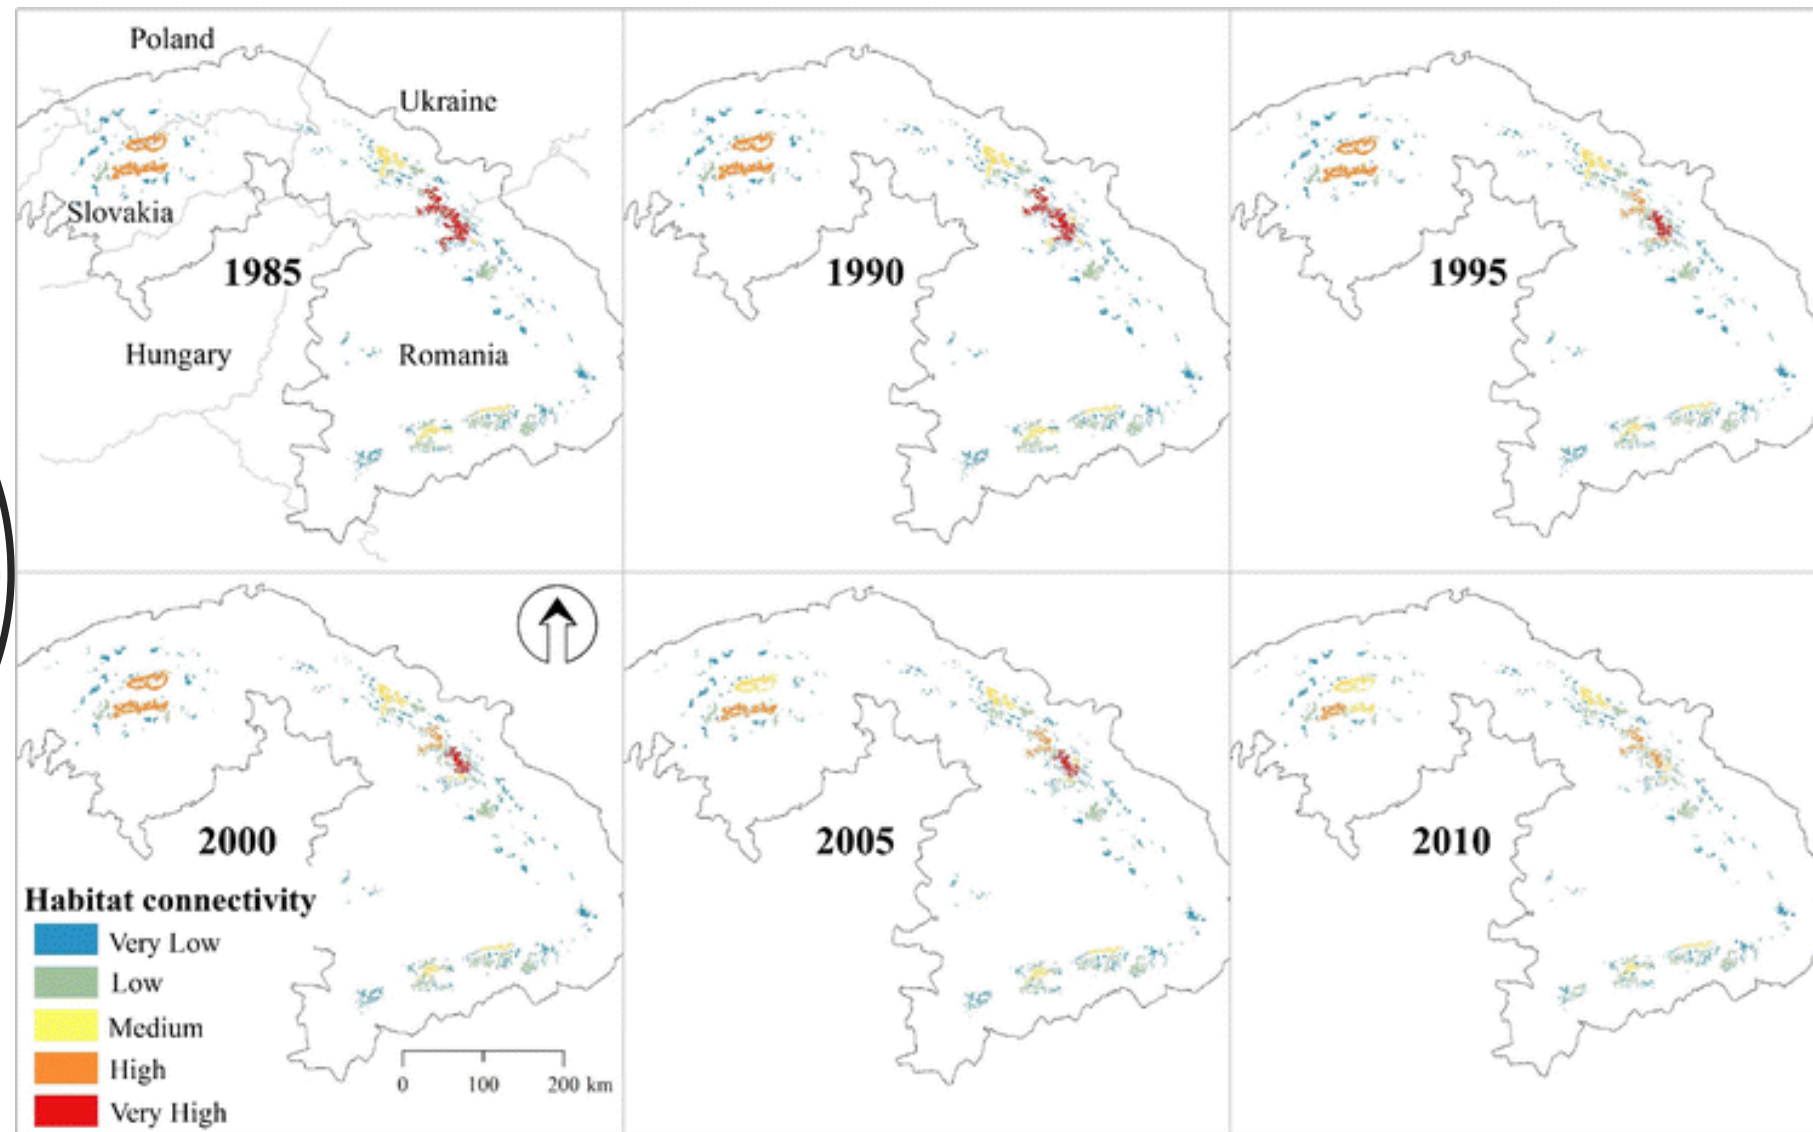 Poland
Ukraine
Slovakia
1985
Hungary
Romania
1990
1995
2000
Habitat connectivity
Very Low
Low
Medium
High
Very High
0 100 200 km
2005
2010